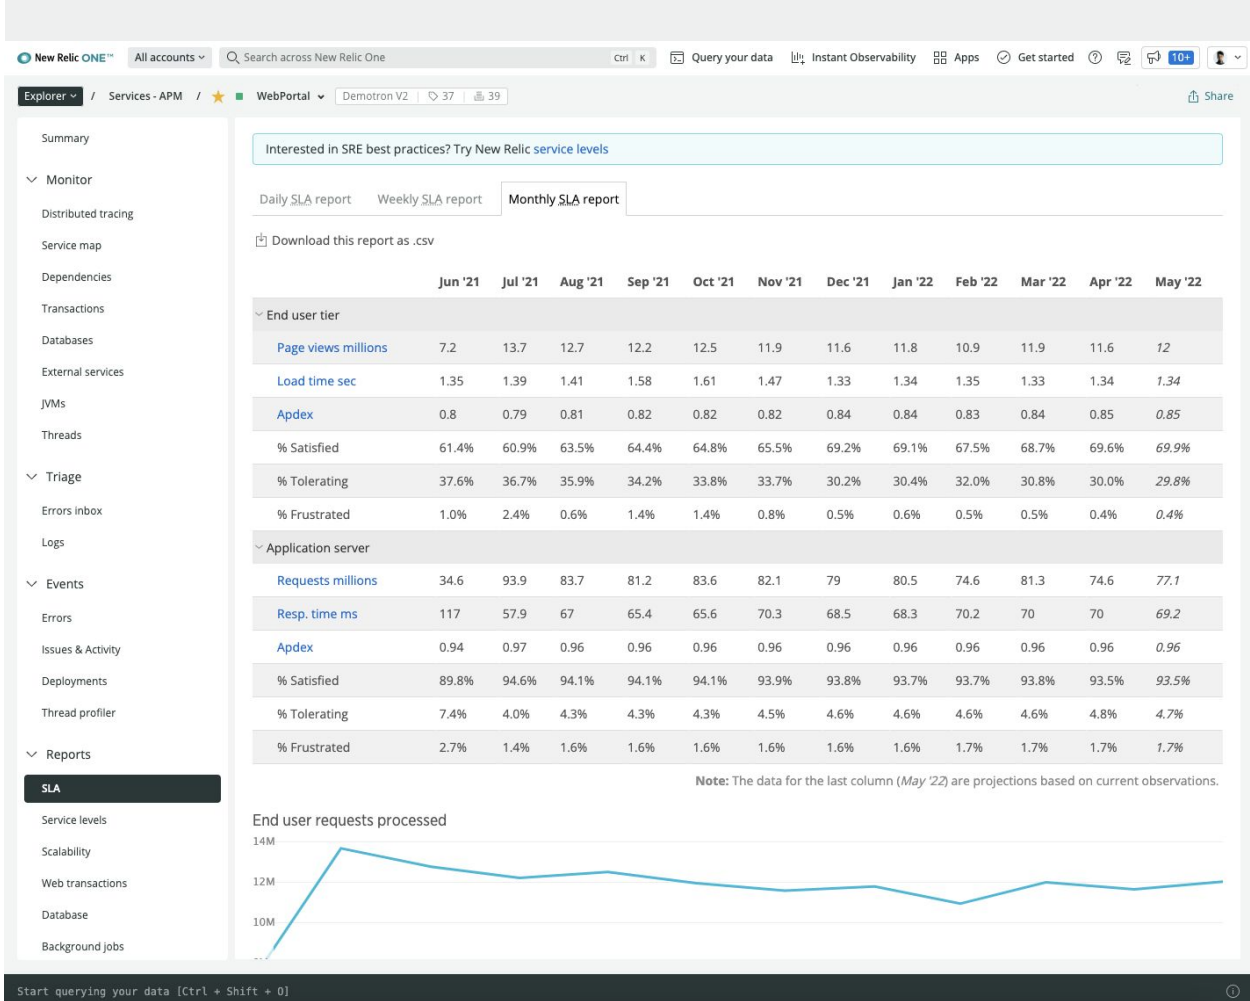 New Relic ONE™ All accounts Search across New Relic One Ctrl K Query your data Instant Observability Apps Get started 10+
Explorer / Services - APM / WebPortal Demotron V2 37 39 Share
Summary
Monitor
Distributed tracing
Service map
Dependencies
Transactions
Databases
External services
JVMs
Threads
Triage
Errors inbox
Logs
Events
Errors
Issues & Activity
Deployments
Thread profiler
Reports
SLA
Service levels
Scalability
Web transactions
Database
Background jobs
Interested in SRE best practices? Try New Relic service levels
Daily SLA report Weekly SLA report Monthly SLA report
Download this report as .csv
Jun '21 Jul '21 Aug '21 Sep '21 Oct '21 Nov '21 Dec '21 Jan '22 Feb '22 Mar '22 Apr '22 May '22
End user tier
Page views millions 7.2 13.7 12.7 12.2 12.5 11.9 11.6 11.8 10.9 11.9 11.6 12
Load time sec 1.35 1.39 1.41 1.58 1.61 1.47 1.33 1.34 1.35 1.33 1.34 1.34
Apdex 0.8 0.79 0.81 0.82 0.82 0.82 0.84 0.84 0.83 0.84 0.85 0.85
% Satisfied 61.4% 60.9% 63.5% 64.4% 64.8% 65.5% 69.2% 69.1% 67.5% 68.7% 69.6% 69.9%
% Tolerating 37.6% 36.7% 35.9% 34.2% 33.8% 33.7% 30.2% 30.4% 32.0% 30.8% 30.0% 29.8%
% Frustrated 1.0% 2.4% 0.6% 1.4% 1.4% 0.8% 0.5% 0.6% 0.5% 0.5% 0.4% 0.4%
Application server
Requests millions 34.6 93.9 83.7 81.2 83.6 82.1 79 80.5 74.6 81.3 74.6 77.1
Resp. time ms 117 57.9 67 65.4 65.6 70.3 68.5 68.3 70.2 70 70 69.2
Apdex 0.94 0.97 0.96 0.96 0.96 0.96 0.96 0.96 0.96 0.96 0.96 0.96
% Satisfied 89.8% 94.6% 94.1% 94.1% 94.1% 93.9% 93.8% 93.7% 93.7% 93.8% 93.5% 93.5%
% Tolerating 7.4% 4.0% 4.3% 4.3% 4.3% 4.5% 4.6% 4.6% 4.6% 4.6% 4.8% 4.7%
% Frustrated 2.7% 1.4% 1.6% 1.6% 1.6% 1.6% 1.6% 1.6% 1.7% 1.7% 1.7% 1.7%
Note: The data for the last column (May '22) are projections based on current observations.
End user requests processed
14M
12M
10M
Start querying your data [Ctrl + Shift + O]